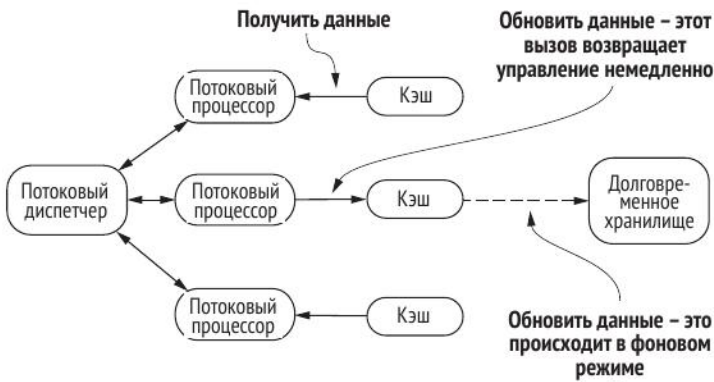 Получить данные
Обновить данные – этот
вызов возвращает
управление немедленно
Потоковый
процессор
Кэш
Потоковый
диспетчер
Потоковый
процессор
Кэш
Долговре-
менное
хранилище
Потоковый
процессор
Кэш
Обновить данные – это
происходит в фоновом
режиме